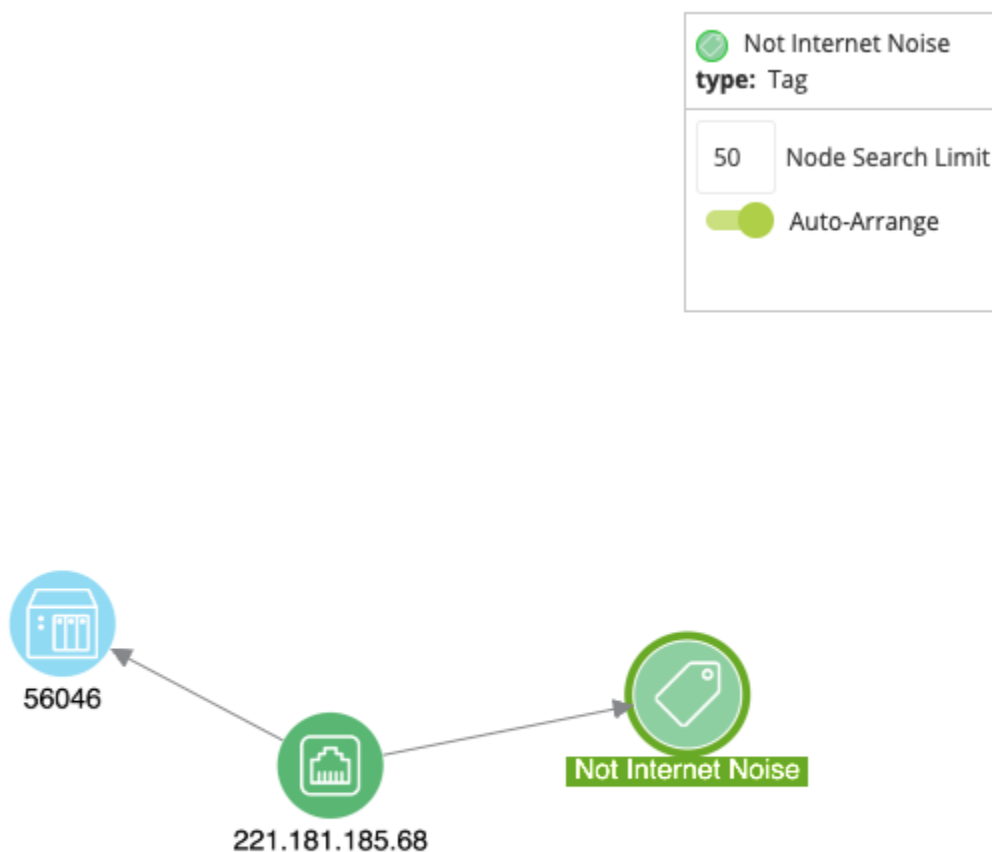 Not Internet Noise
type: Tag
50 Node Search Limit
Auto-Arrange
56046
Not Internet Noise
221.181.185.68